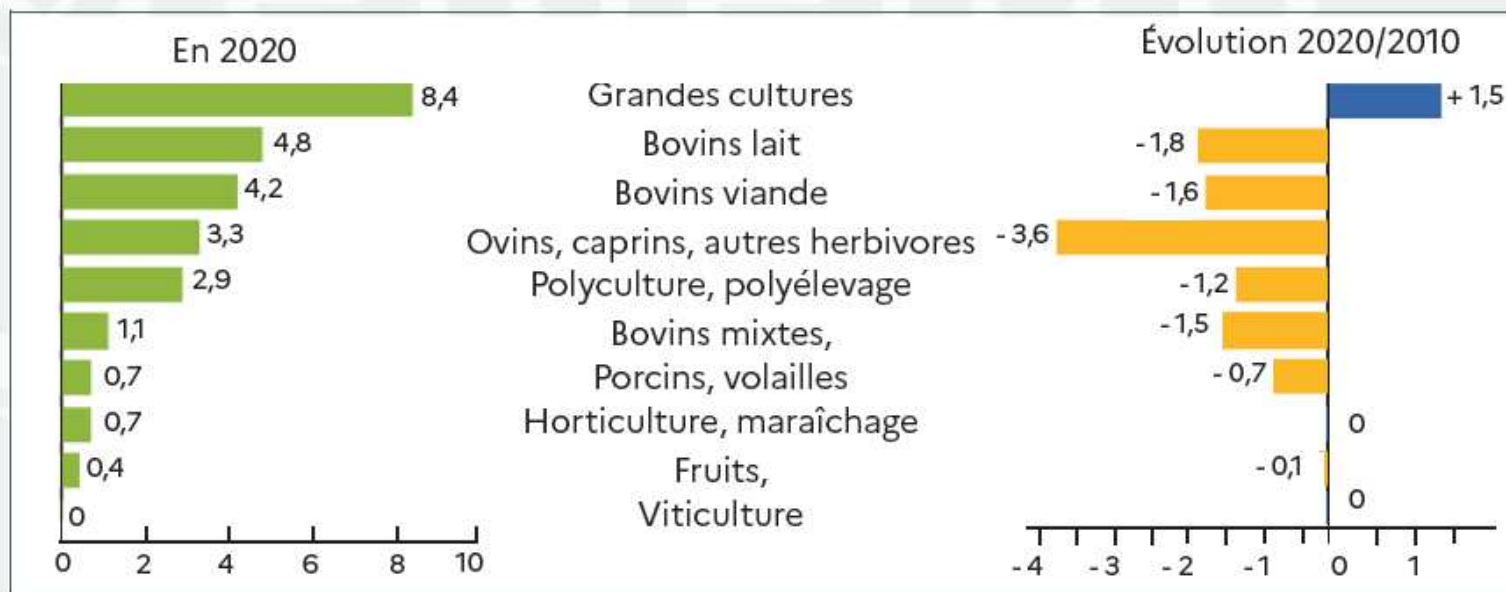 En 2020
Évolution 2020/2010
8,4 Grandes cultures + 1,5
4,8 Bovins lait - 1,8
4,2 Bovins viande - 1,6
3,3 Ovins, caprins, autres herbivores - 3,6
2,9 Polyculture, polyélevage - 1,2
1,1 Bovins mixtes, - 1,5
0,7 Porcins, volailles - 0,7
0,7 Horticulture, maraîchage 0
0,4 Fruits, - 0,1
0 Viticulture 0
0 2 4 6 8 10
- 4 - 3 - 2 -1 0 1